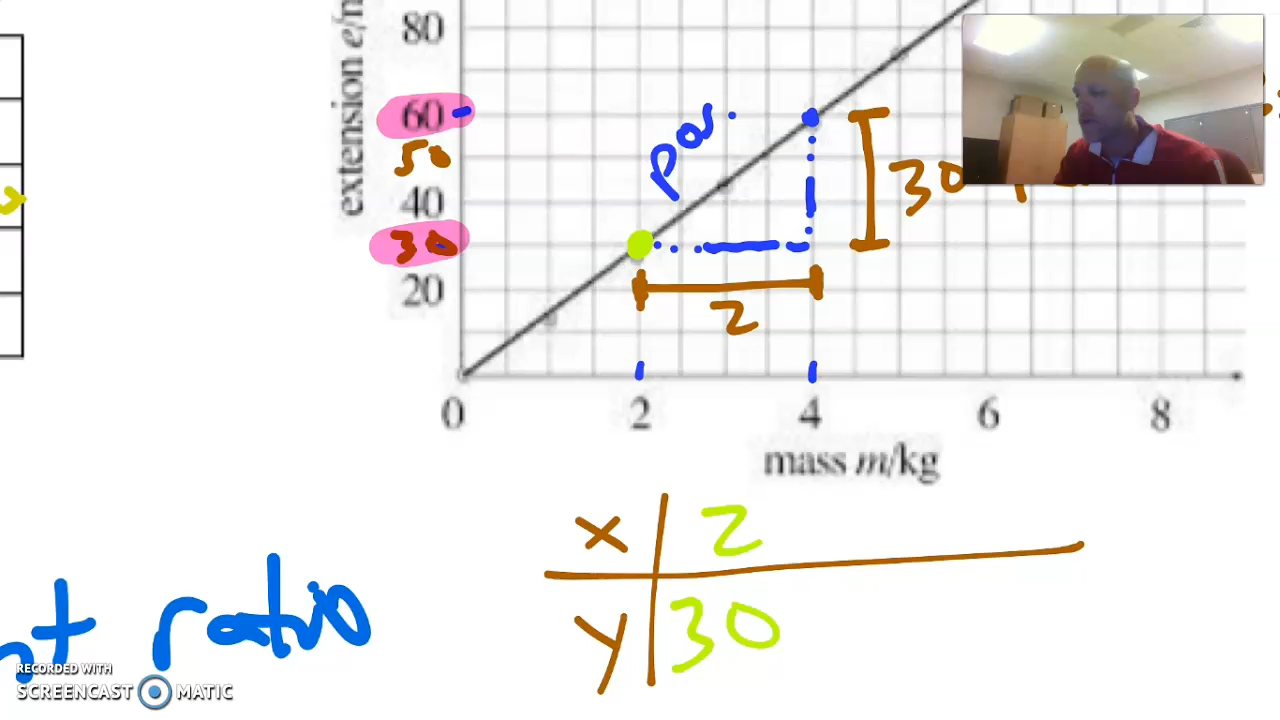 extension e/
80
60
50
40
30
20
pos.
30
2
0 2 4 6 8
mass m/kg
x 2
y 30
ratio
RECORDED WITH
SCREENCAST MATIC